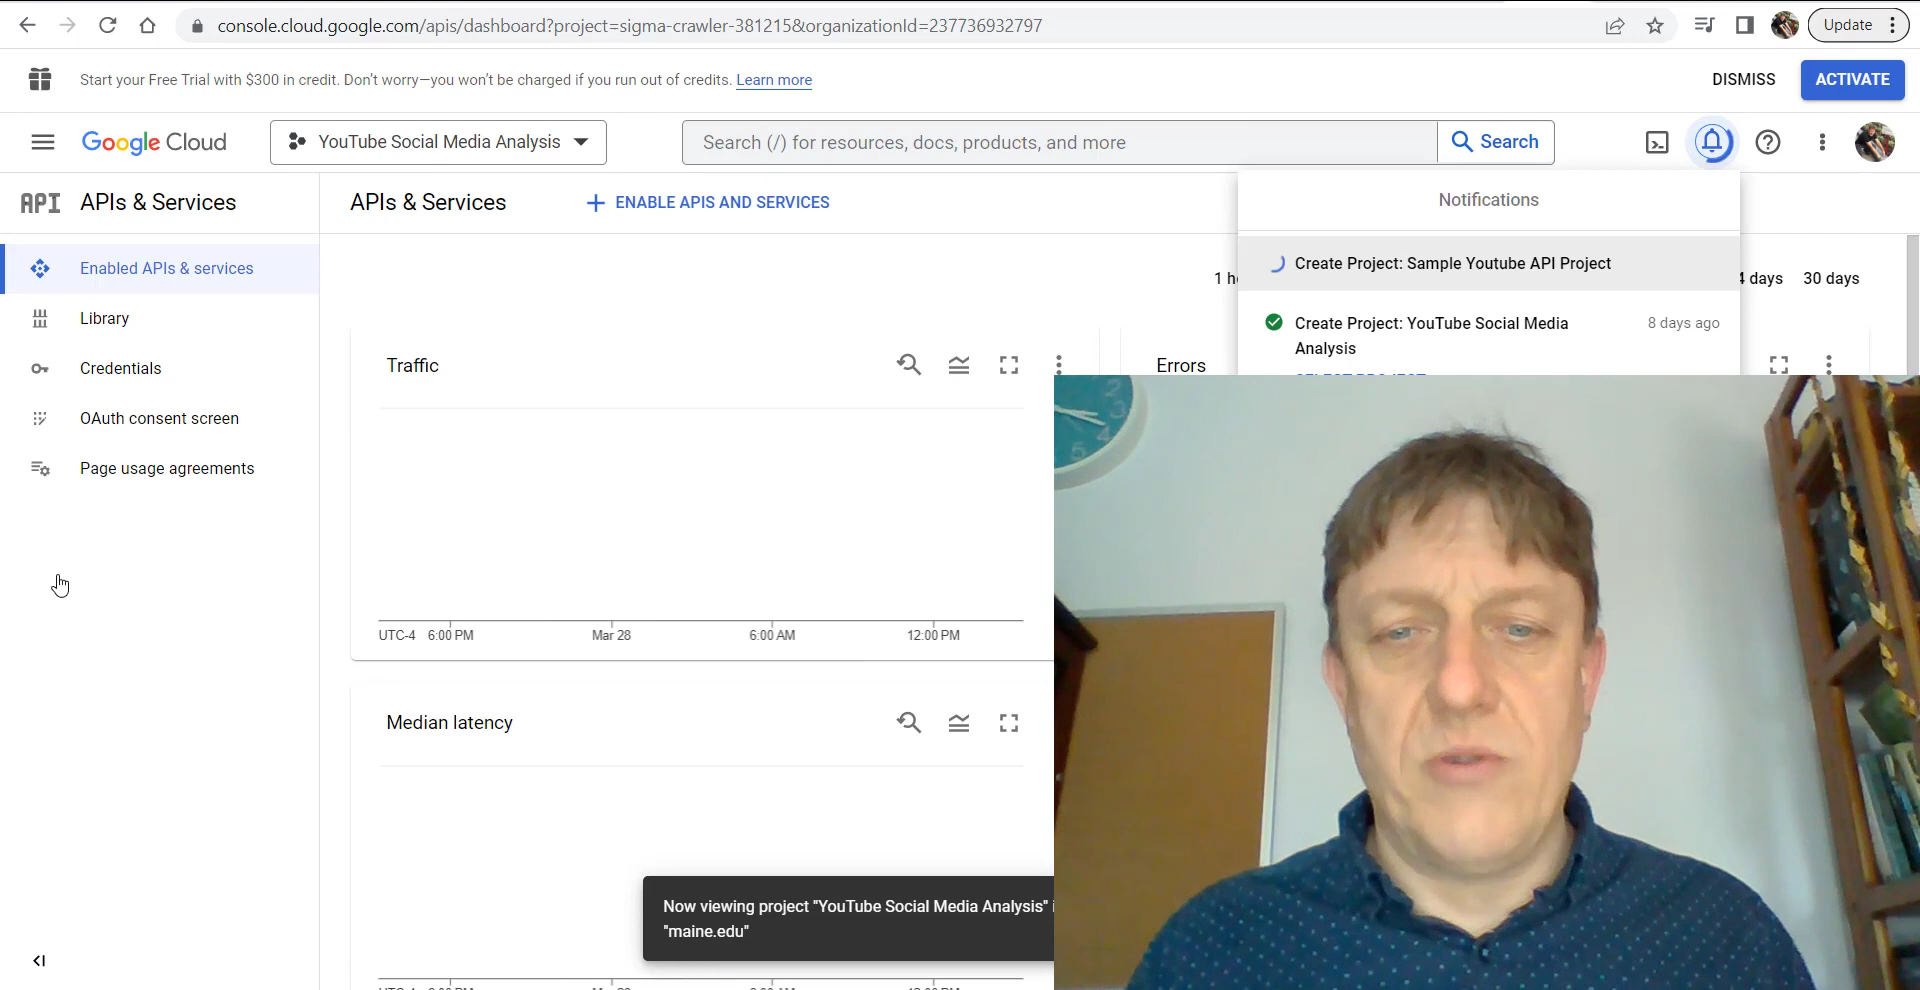 console.cloud.google.com/apis/dashboard?project=sigma-crawler-381215&organizationId=237736932797
Update
Start your Free Trial with $300 in credit. Don't worry—you won't be charged if you run out of credits. Learn more
DISMISS
ACTIVATE
Google Cloud
YouTube Social Media Analysis
Search (/) for resources, docs, products, and more
Search
API
APIs & Services
APIs & Services
ENABLE APIS AND SERVICES
Notifications
Enabled APIs & services
Library
Credentials
OAuth consent screen
Page usage agreements
1 h
4 days
30 days
Create Project: Sample Youtube API Project
Create Project: YouTube Social Media
Analysis
8 days ago
Traffic
Errors
UTC-4 6:00 PM Mar 28 6:00 AM 12:00 PM
Median latency
Now viewing project "YouTube Social Media Analysis"
"maine.edu"